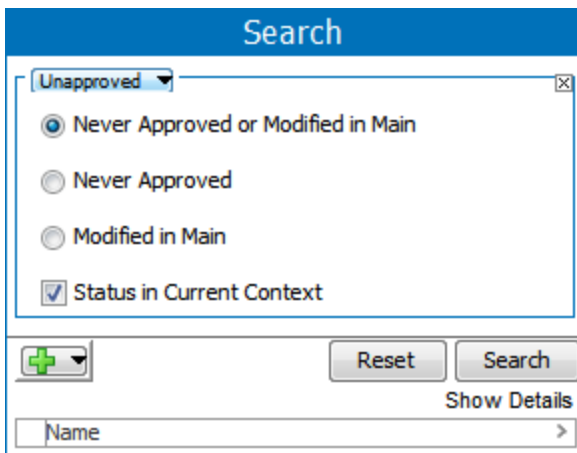 Search
Unapproved
Never Approved or Modified in Main
Never Approved
Modified in Main
Status in Current Context
Reset Search
Show Details
Name >